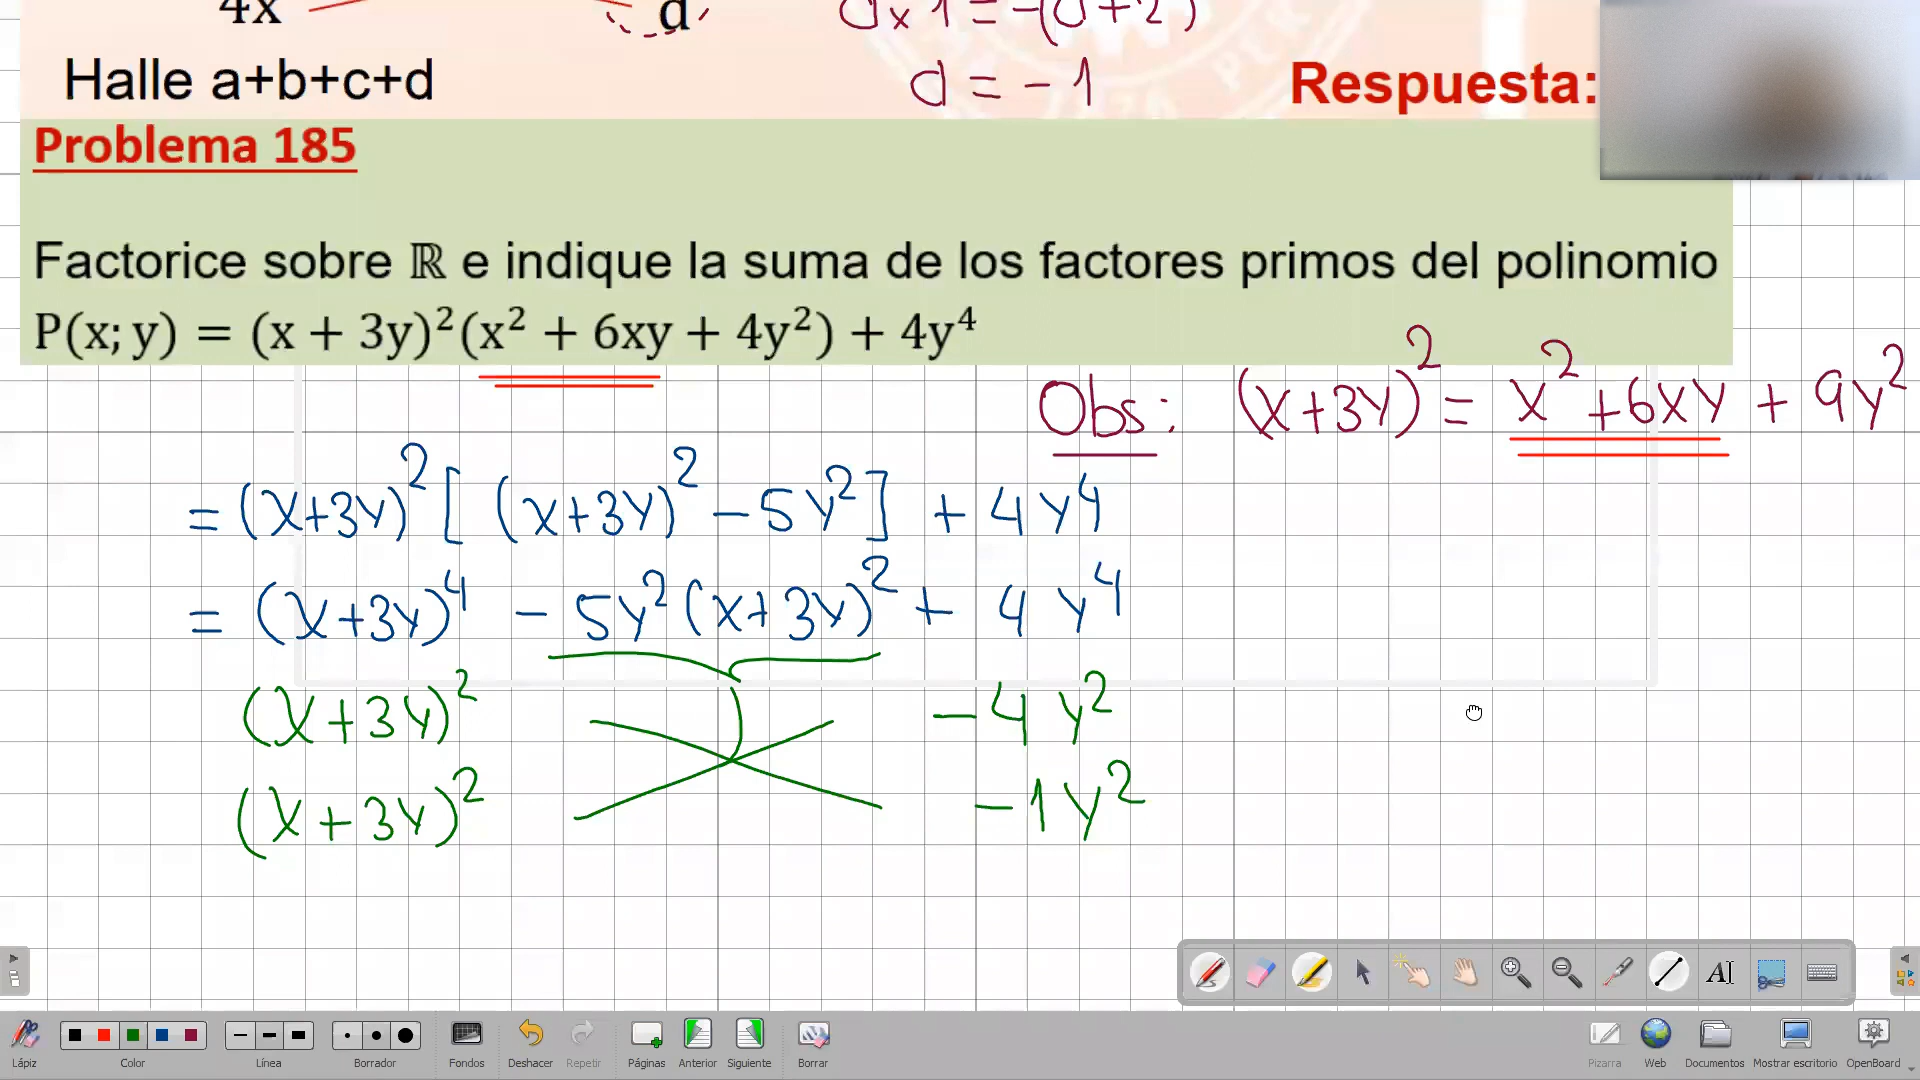 4x d d x 1 = -(d+2)
Halle a+b+c+d d = -1 Respuesta:
Problema 185
Factorice sobre ℝ e indique la suma de los factores primos del polinomio
P(x; y) = (x + 3y)²(x² + 6xy + 4y²) + 4y⁴
Obs: (x+3y)² = x² + 6xy + 9y²
= (x+3y)² [ (x+3y)² - 5y² ] + 4y⁴
= (x+3y)⁴ - 5y² (x+3y)² + 4y⁴
(x+3y)² -4y²
(x+3y)² -1y²
Lápiz Color Línea Borrador Fondos Deshacer Repetir Páginas Anterior Siguiente Borrar Pizarra Web Documentos Mostrar escritorio OpenBoard